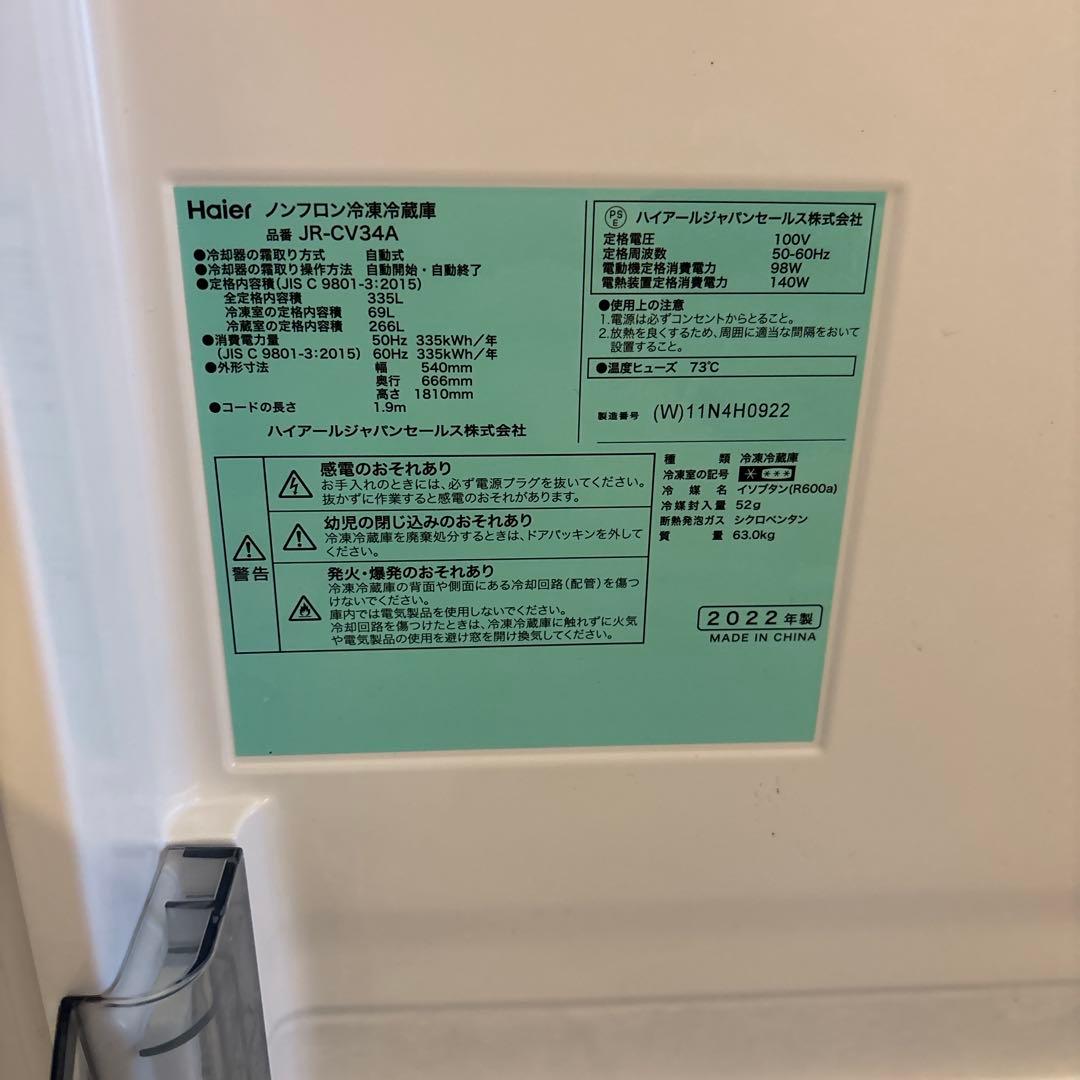 Haier ノンフロン冷凍冷蔵庫
品番 JR-CV34A
●冷却器の霜取り方式 自動式
●冷却器の霜取り操作方法 自動開始・自動終了
●定格内容積(JIS C 9801-3:2015)
全定格内容積 335L
冷凍室の定格内容積 69L
冷蔵室の定格内容積 266L
●消費電力量 50Hz 335kWh/年
(JIS C 9801-3:2015) 60Hz 335kWh/年
●外形寸法 幅 540mm
奥行 666mm
高さ 1810mm
●コードの長さ 1.9m
ハイアールジャパンセールス株式会社
PSE ハイアールジャパンセールス株式会社
定格電圧 100V
定格周波数 50-60Hz
電動機定格消費電力 98W
電熱装置定格消費電力 140W
●使用上の注意
1.電源は必ずコンセントからとること。
2.放熱を良くするため、周囲に適当な間隔をおいて
設置すること。
●温度ヒューズ 73℃
製造番号 (W)11N4H0922
警告
感電のおそれあり
お手入れのときには、必ず電源プラグを抜いてください。
抜かずに作業すると感電のおそれがあります。
幼児の閉じ込みのおそれあり
冷凍冷蔵庫を廃棄処分するときは、ドアパッキンを外して
ください。
発火・爆発のおそれあり
冷凍冷蔵庫の背面や側面にある冷却回路(配管)を傷つ
けないでください。
庫内では電気製品を使用しないでください。
冷却回路を傷つけたときは、冷凍冷蔵庫に触れずに火気
や電気製品の使用を避け窓を開け換気してください。
種類 冷凍冷蔵庫
冷凍室の記号 * ***
冷媒名 イソブタン(R600a)
冷媒封入量 52g
断熱発泡ガス シクロペンタン
質量 63.0kg
2022年製
MADE IN CHINA